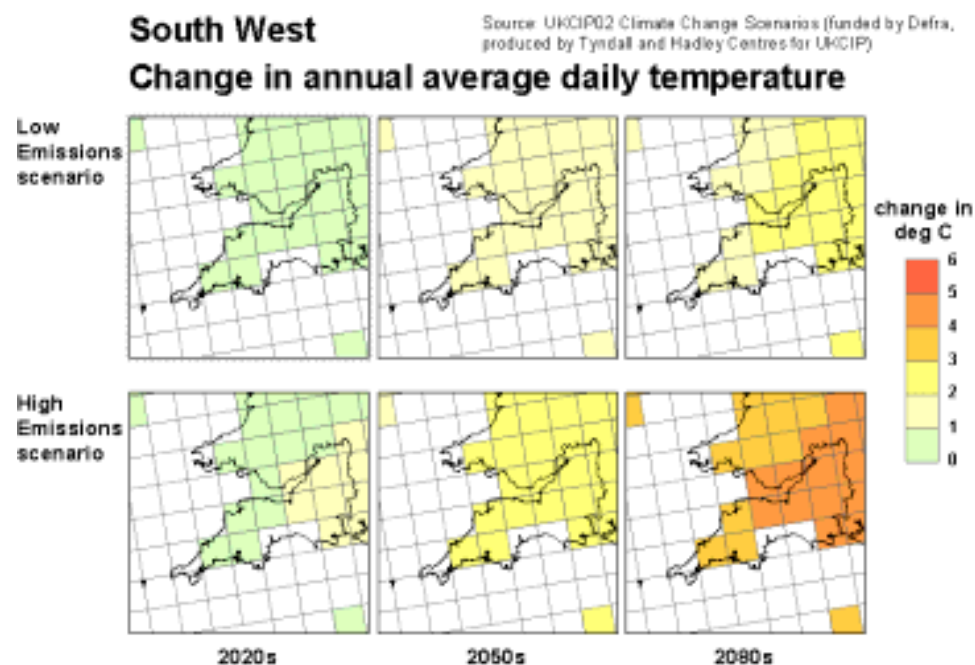 South West
Source: UKCIP02 Climate Change Scenarios (funded by Defra,
produced by Tyndall and Hadley Centres for UKCIP)
Change in annual average daily temperature
Low
Emissions
scenario
change in
deg C
6
5
4
3
2
1
0
High
Emissions
scenario
2020s
2050s
2080s